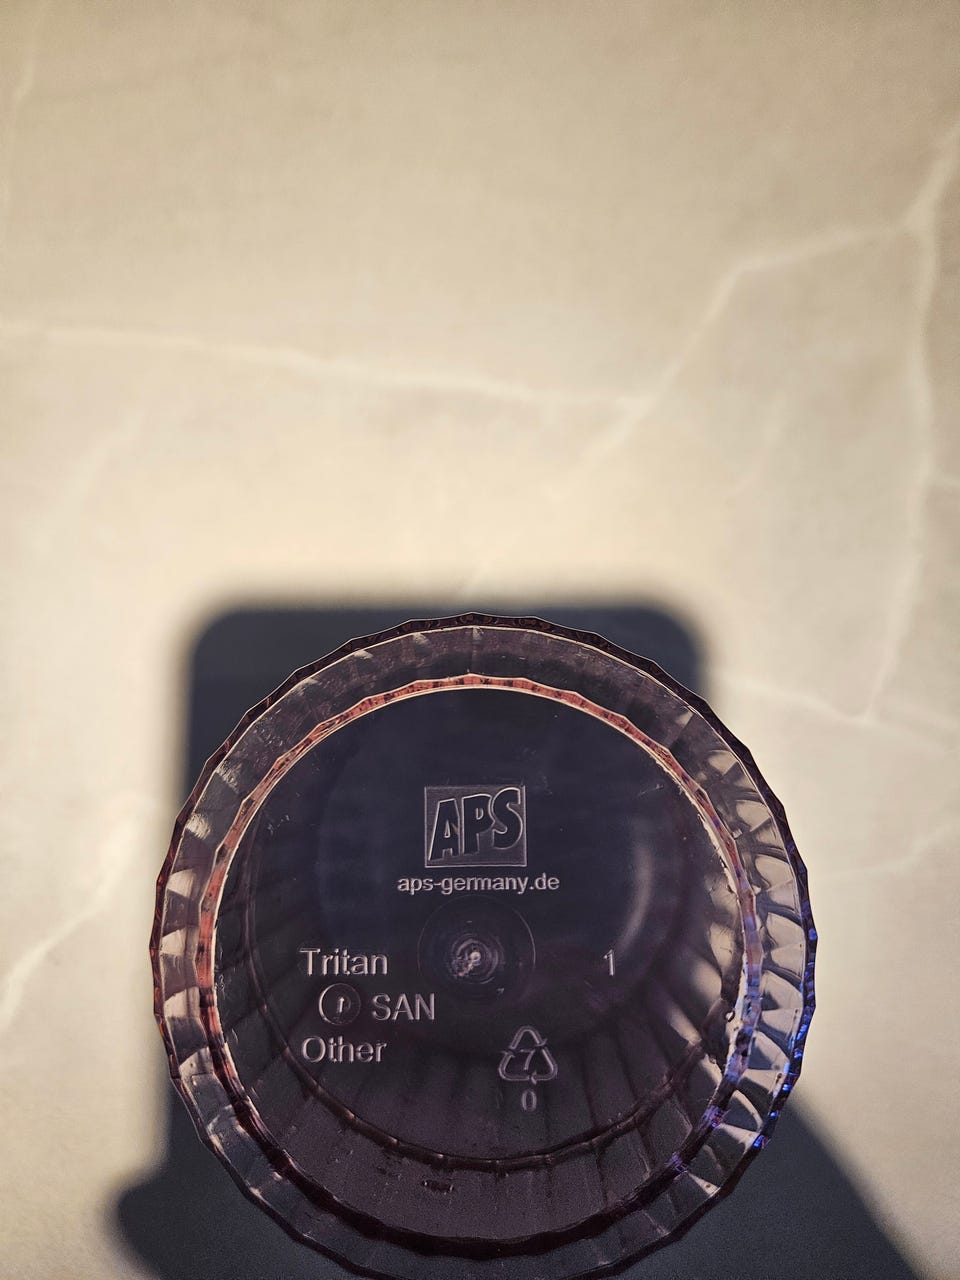 APS
aps-germany.de
Tritan 1
SAN
Other
7
0